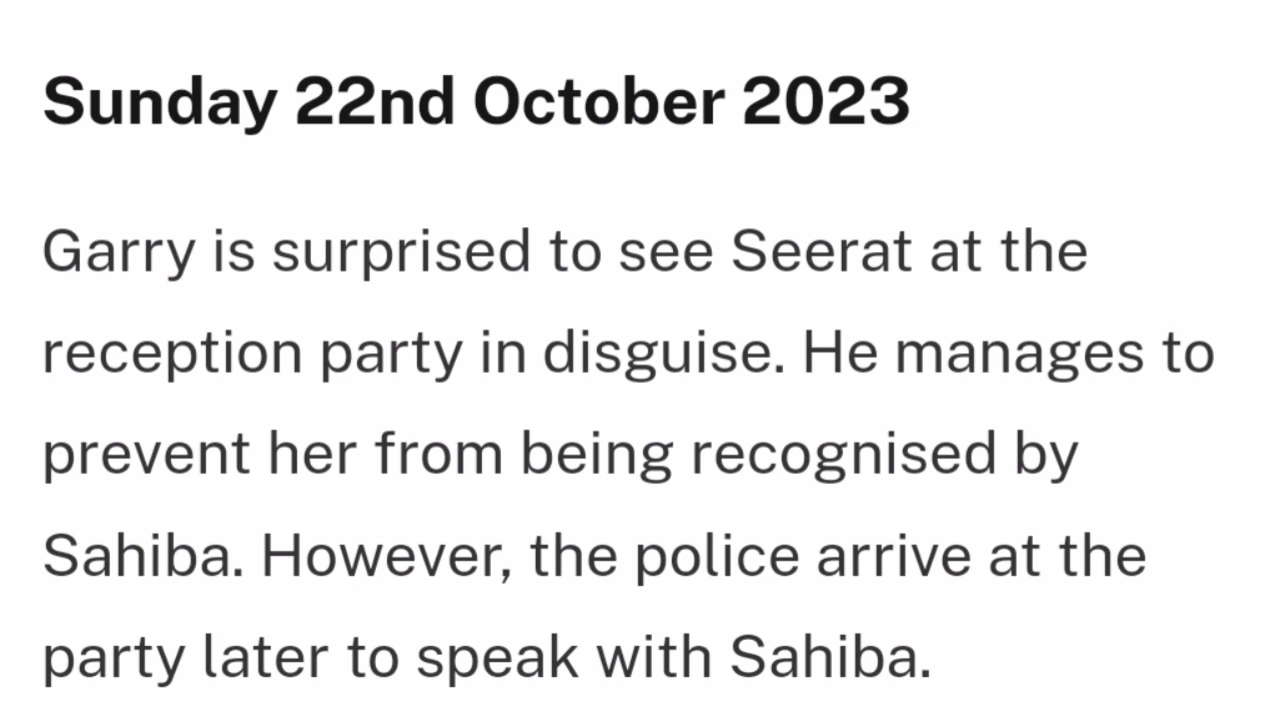 Sunday 22nd October 2023
Garry is surprised to see Seerat at the
reception party in disguise. He manages to
prevent her from being recognised by
Sahiba. However, the police arrive at the
party later to speak with Sahiba.